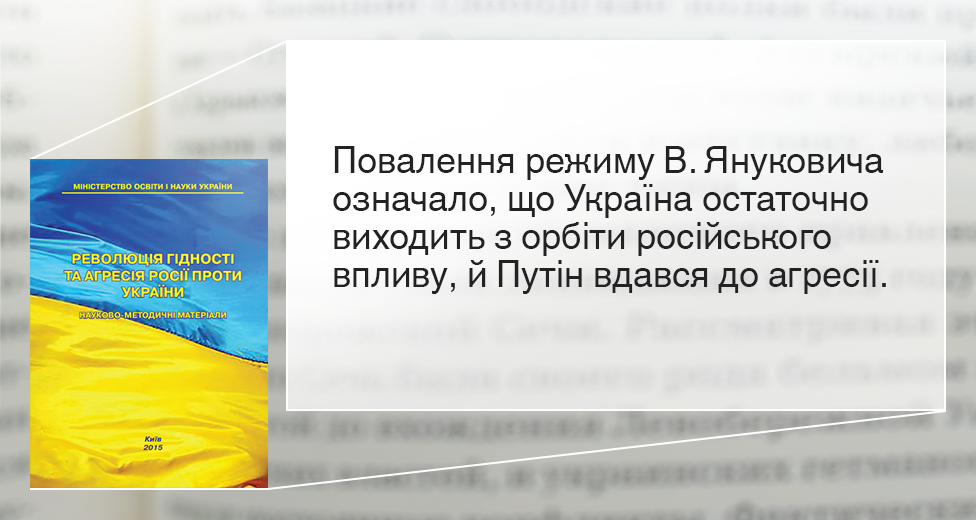 МІНІСТЕРСТВО ОСВІТИ І НАУКИ УКРАЇНИ
РЕВОЛЮЦІЯ ГІДНОСТІ
ТА АГРЕСІЯ РОСІЇ ПРОТИ
УКРАЇНИ
НАУКОВО-МЕТОДИЧНІ МАТЕРІАЛИ
Київ
2015
Повалення режиму В. Януковича
означало, що Україна остаточно
виходить з орбіти російського
впливу, й Путін вдався до агресії.